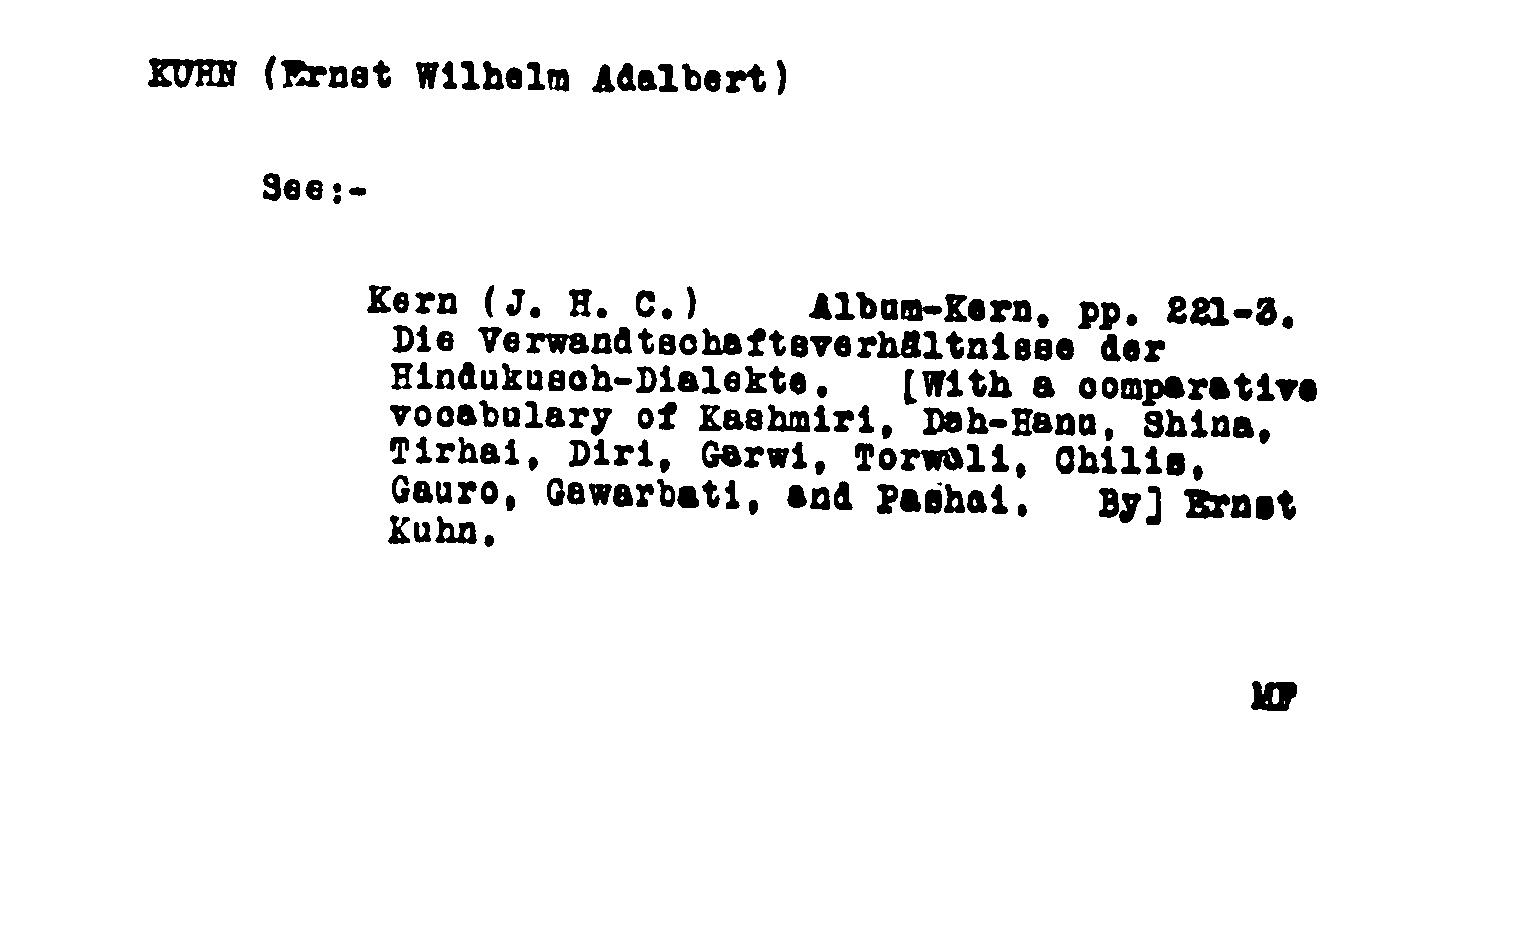 KUHN (Ernst Wilhelm Adalbert)
See:-
Kern (J. H. C.) Album-Kern, pp. 221-3.
Die Verwandtschaftsverhältnisse der
Hindukusch-Dialekte. [With a comparative
vocabulary of Kashmiri, Dah-Hanu, Shina,
Tirhai, Diri, Garwi, Torwali, Chilis,
Gauro, Gawarbati, and Pashai. By] Ernst
Kuhn.
MF